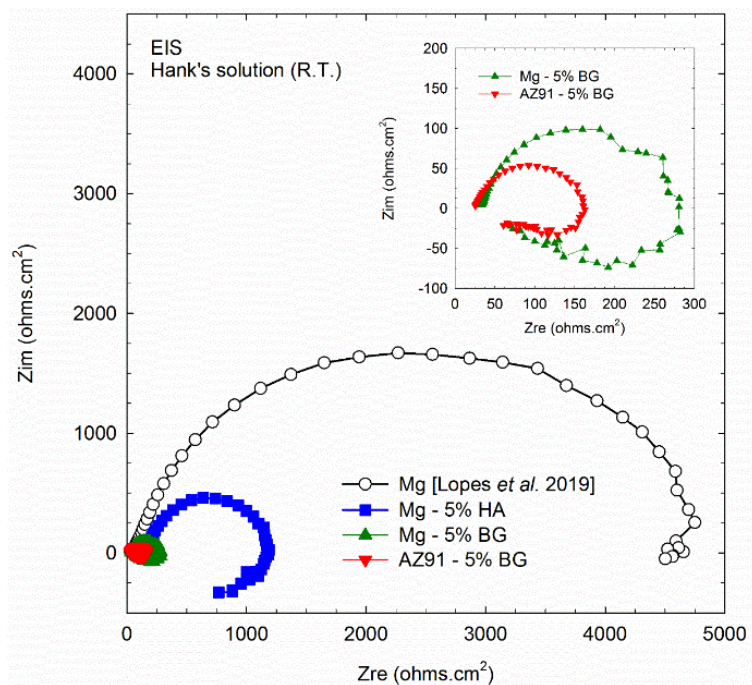 EIS
Hank's solution (R.T.)
Zim (ohms.cm²)
4000
3000
2000
1000
0
0
1000
2000
3000
4000
5000
Zre (ohms.cm²)
Mg [Lopes et al. 2019]
Mg - 5% HA
Mg - 5% BG
AZ91 - 5% BG
Zim (ohms.cm²)
200
150
100
50
0
-50
-100
0
50
100
150
200
250
300
Zre (ohms.cm²)
Mg - 5% BG
AZ91 - 5% BG